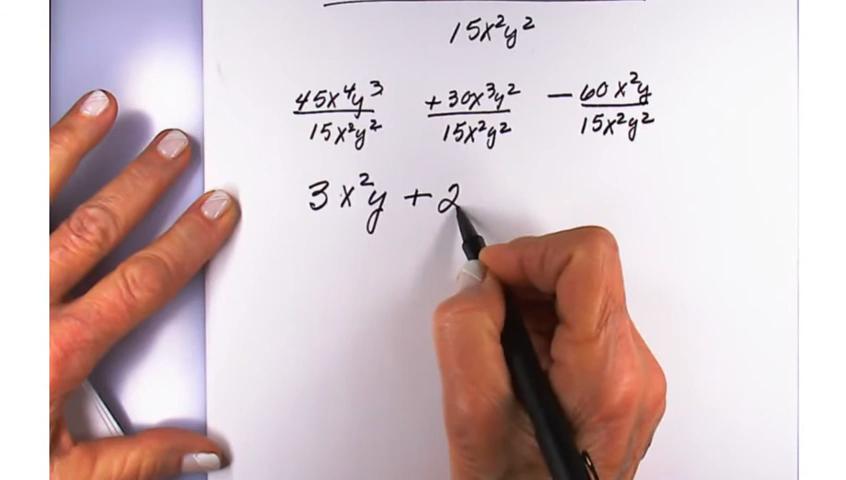 15x²y²
45x⁴y³ +30x³y² - 60x²y
15x²y² 15x²y² 15x²y²
3x²y + 2